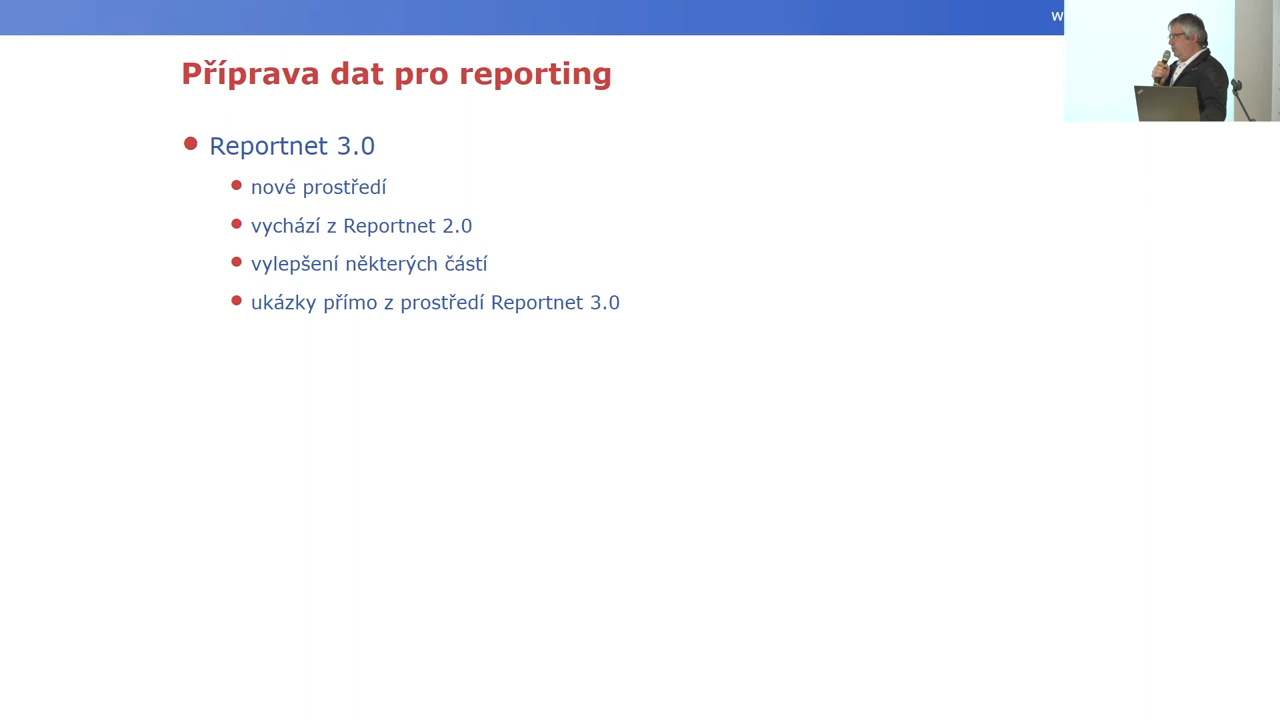 Příprava dat pro reporting
Reportnet 3.0
nové prostředí
vychází z Reportnet 2.0
vylepšení některých částí
ukázky přímo z prostředí Reportnet 3.0